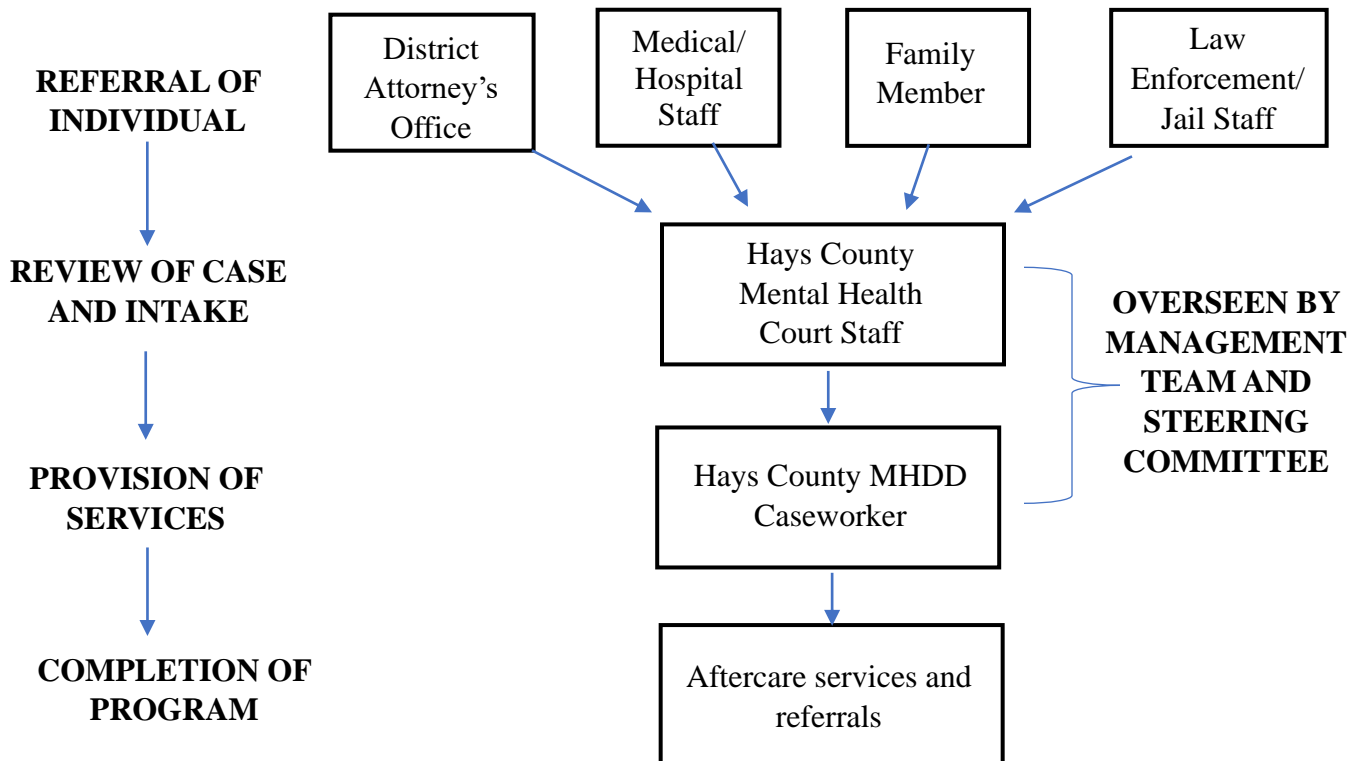 REFERRAL OF
INDIVIDUAL
District
Attorney’s
Office
Medical/
Hospital
Staff
Family
Member
Law
Enforcement/
Jail Staff
REVIEW OF CASE
AND INTAKE
Hays County
Mental Health
Court Staff
OVERSEEN BY
MANAGEMENT
TEAM AND
STEERING
COMMITTEE
PROVISION OF
SERVICES
Hays County MHDD
Caseworker
COMPLETION OF
PROGRAM
Aftercare services and
referrals